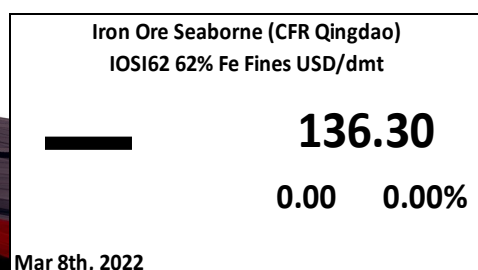 Iron Ore Seaborne (CFR Qingdao)
IOSI62 62% Fe Fines USD/dmt
136.30
0.00 0.00%
Mar 8th, 2022